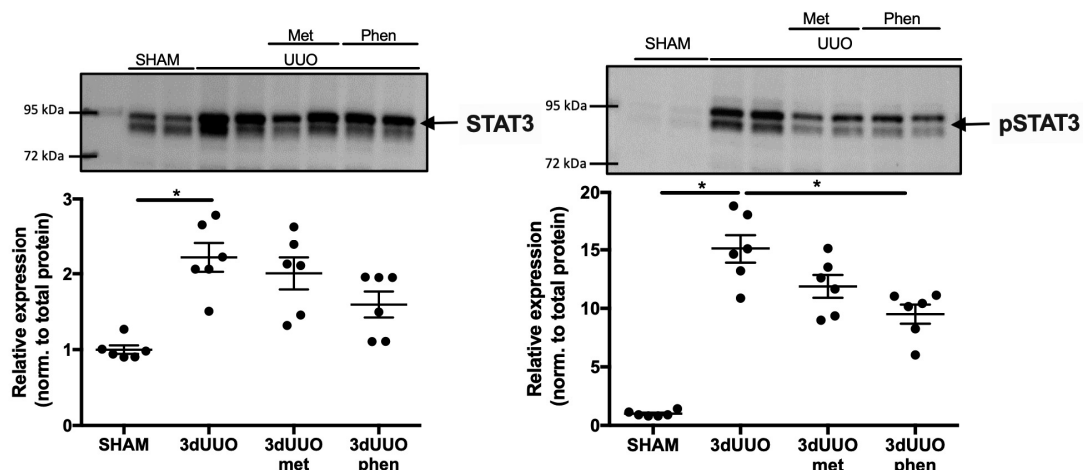 Met Phen
SHAM UUO
95 kDa
STAT3
72 kDa
Relative expression
(norm. to total protein)
3
*
2
1
0
SHAM 3dUUO 3dUUO 3dUUO
met phen
Met Phen
SHAM UUO
95 kDa
pSTAT3
72 kDa
Relative expression
(norm. to total protein)
20
* *
15
10
5
0
SHAM 3dUUO 3dUUO 3dUUO
met phen